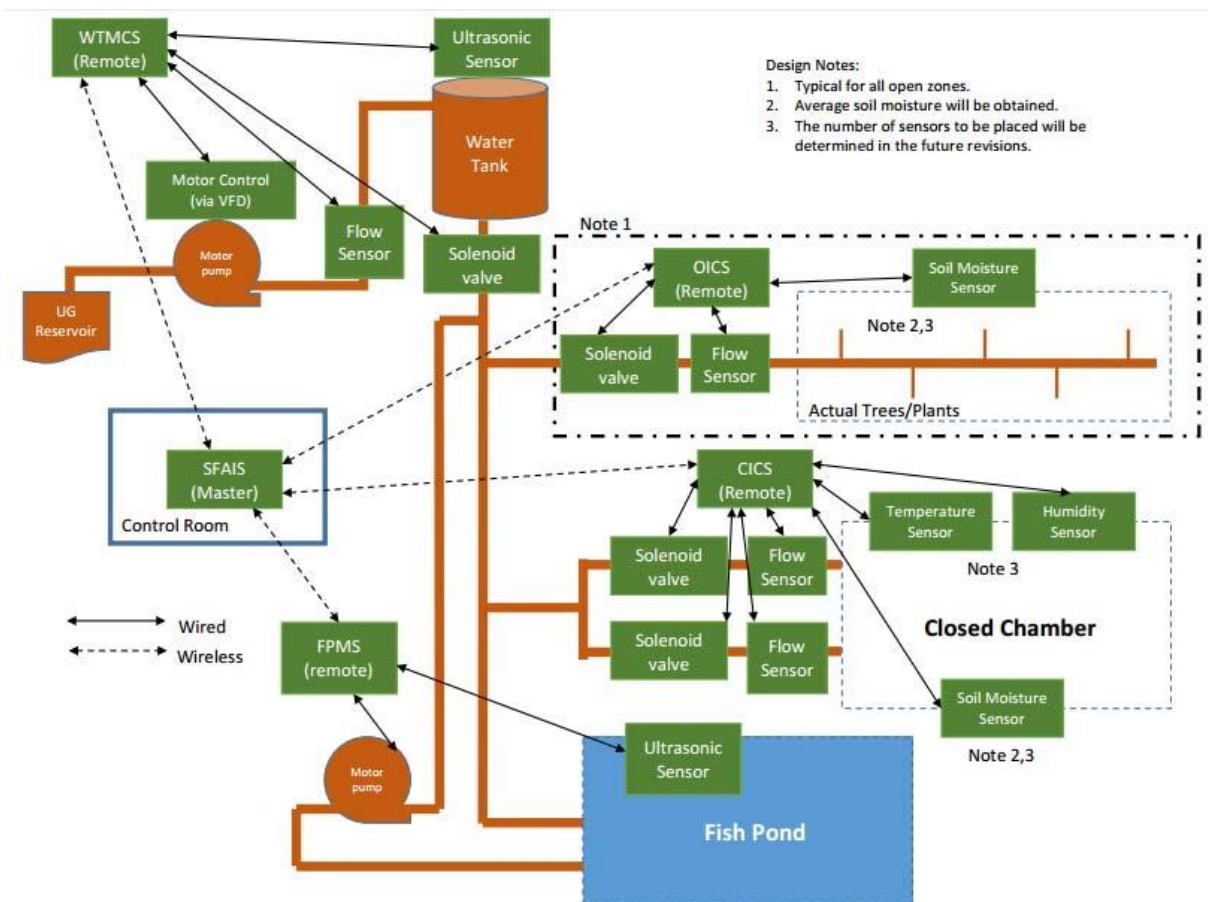 WTMCS
(Remote)
Ultrasonic
Sensor
Design Notes:
1. Typical for all open zones.
2. Average soil moisture will be obtained.
3. The number of sensors to be placed will be
determined in the future revisions.
Water
Tank
Motor Control
(via VFD)
Flow
Sensor
Solenoid
valve
Motor
pump
UG
Reservoir
Note 1
OICS
(Remote)
Soil Moisture
Sensor
Note 2,3
Solenoid
valve
Flow
Sensor
Actual Trees/Plants
SFAIS
(Master)
Control Room
CICS
(Remote)
Temperature
Sensor
Humidity
Sensor
Note 3
Solenoid
valve
Flow
Sensor
Closed Chamber
Solenoid
valve
Flow
Sensor
Wired
Wireless
FPMS
(remote)
Soil Moisture
Sensor
Note 2,3
Ultrasonic
Sensor
Motor
pump
Fish Pond